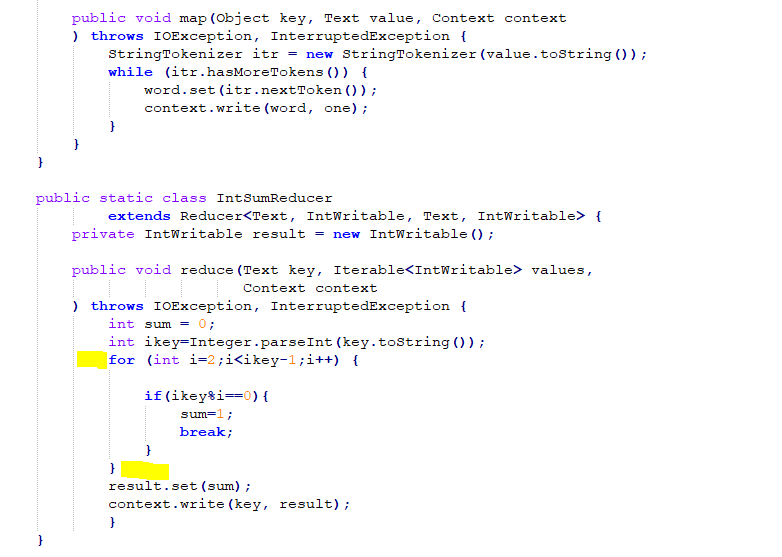 public void map(Object key, Text value, Context context
) throws IOException, InterruptedException {
StringTokenizer itr = new StringTokenizer(value.toString());
while (itr.hasMoreTokens()) {
word.set(itr.nextToken());
context.write(word, one);
}
}
}
public static class IntSumReducer
extends Reducer<Text, IntWritable, Text, IntWritable> {
private IntWritable result = new IntWritable();
public void reduce(Text key, Iterable<IntWritable> values,
Context context
) throws IOException, InterruptedException {
int sum = 0;
int ikey=Integer.parseInt(key.toString());
for (int i=2;i<ikey-1;i++) {
if(ikey%i==0){
sum=1;
break;
}
}
result.set(sum);
context.write(key, result);
}
}